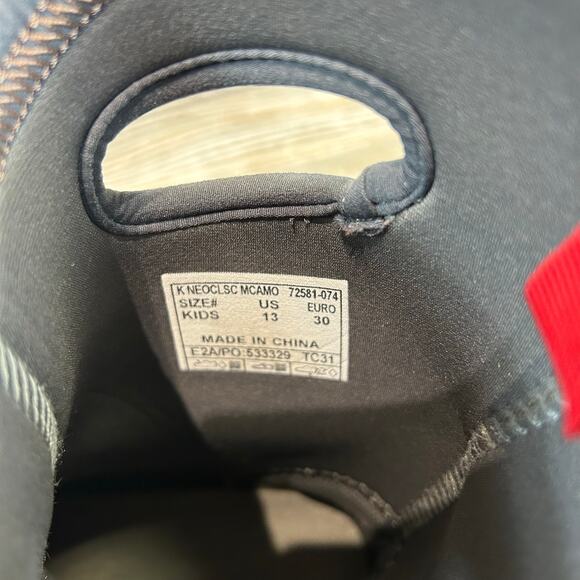 K NEOCLSC MCAMO 72581-074
SIZE# US EURO
KIDS 13 30
MADE IN CHINA
E2A/PO:533329 TC31